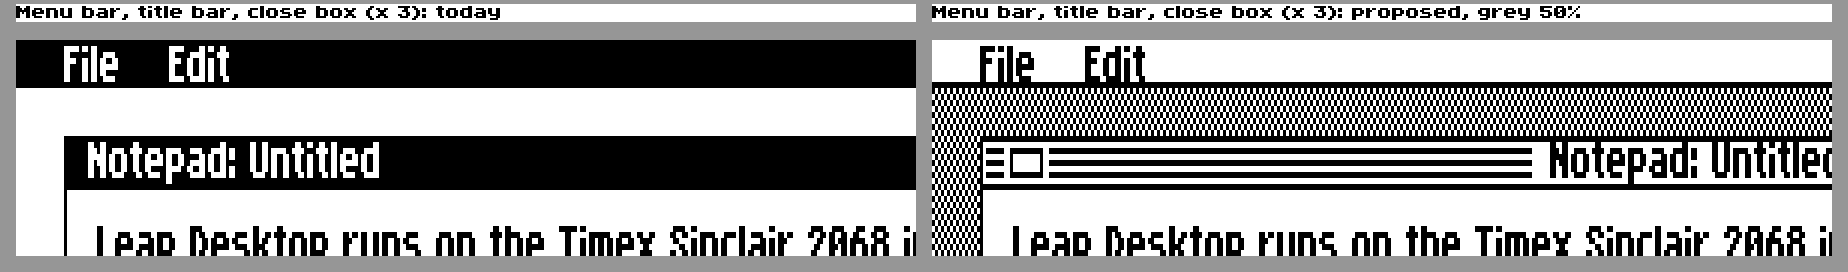 Menu bar, title bar, close box (x 3): today
File Edit
Notepad: Untitled
Leap Desktop runs on the Timex Sinclair 2068
Menu bar, title bar, close box (x 3): proposed, grey 50%
File Edit
Notepad: Untitled
Leap Desktop runs on the Timex Sinclair 2068